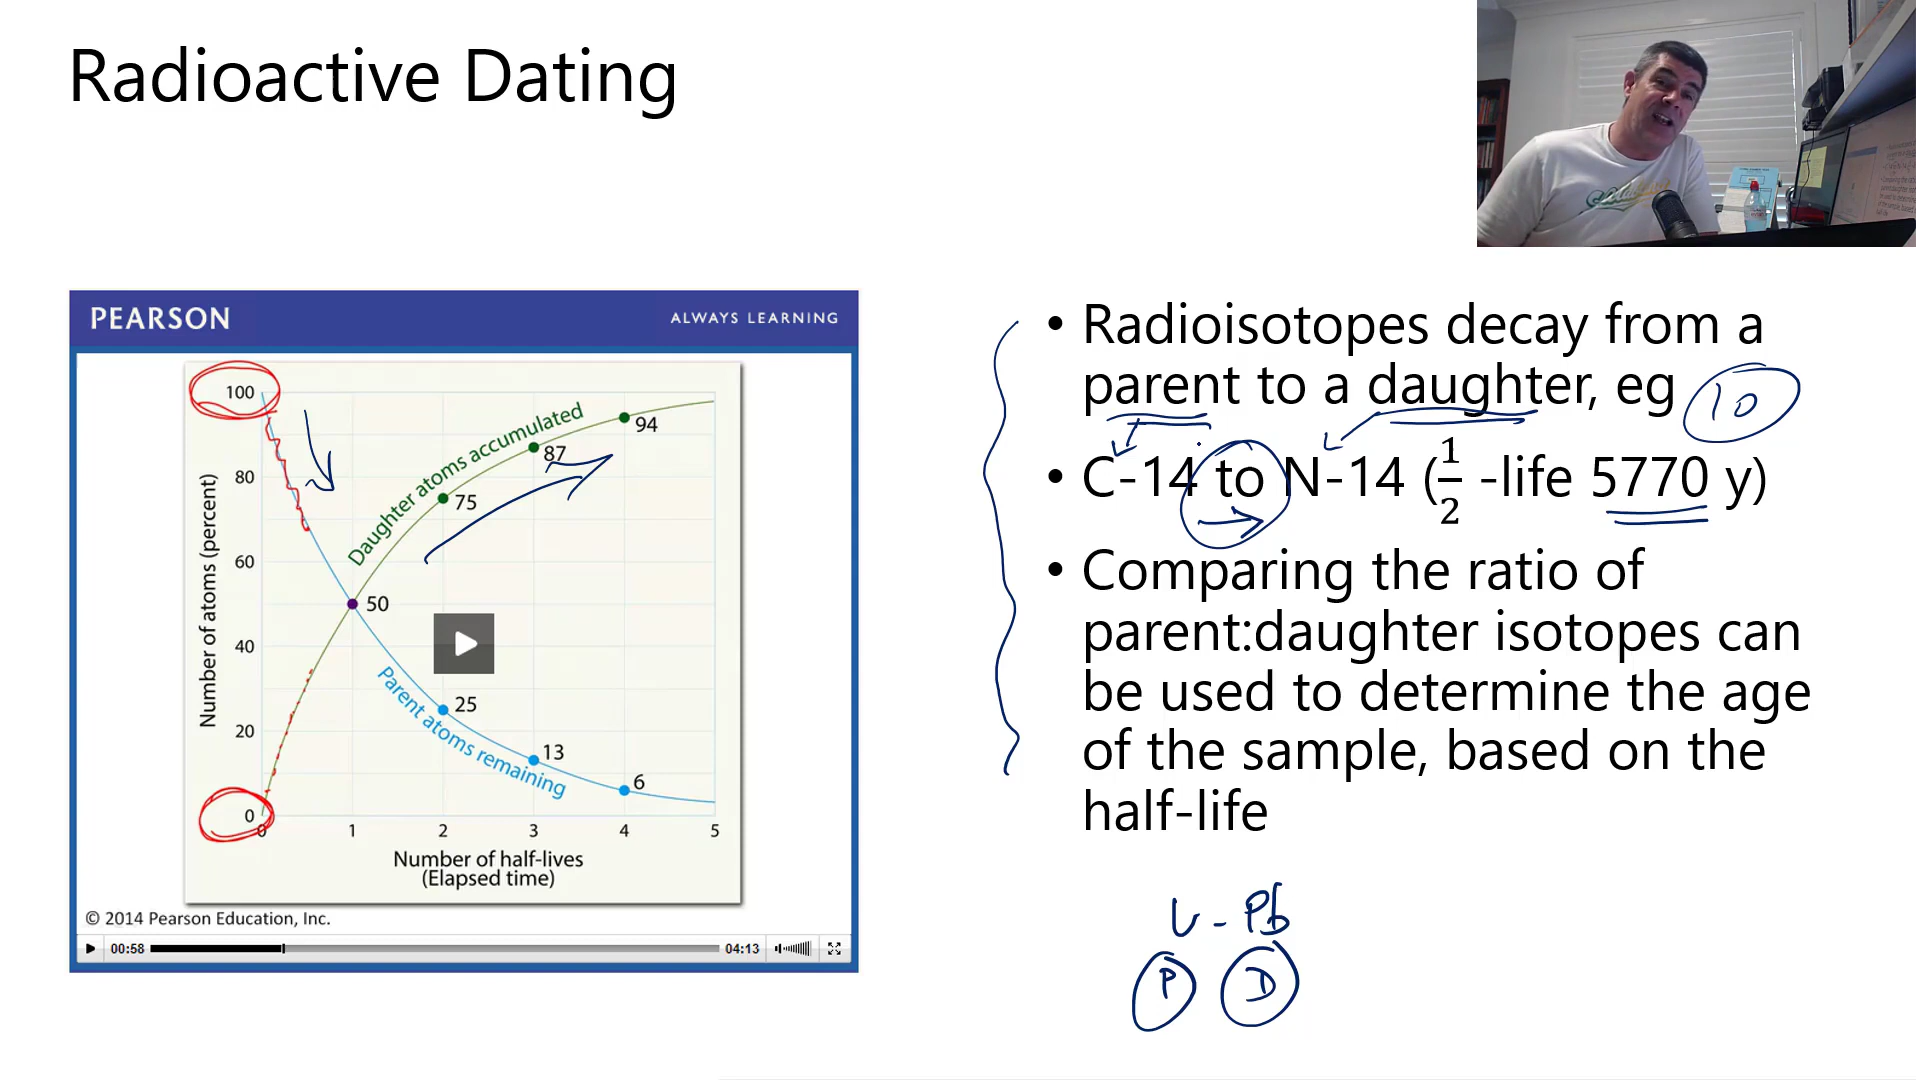 Radioactive Dating
PEARSON
ALWAYS LEARNING
100
80
60
40
20
0
Number of atoms (percent)
Daughter atoms accumulated
94
87
75
50
25
13
6
Parent atoms remaining
0 1 2 3 4 5
Number of half-lives
(Elapsed time)
© 2014 Pearson Education, Inc.
00:58
04:13
• Radioisotopes decay from a
parent to a daughter, eg
10
• C-14 to N-14 (1/2 -life 5770 y)
• Comparing the ratio of
parent:daughter isotopes can
be used to determine the age
of the sample, based on the
half-life
U - Pb
P D